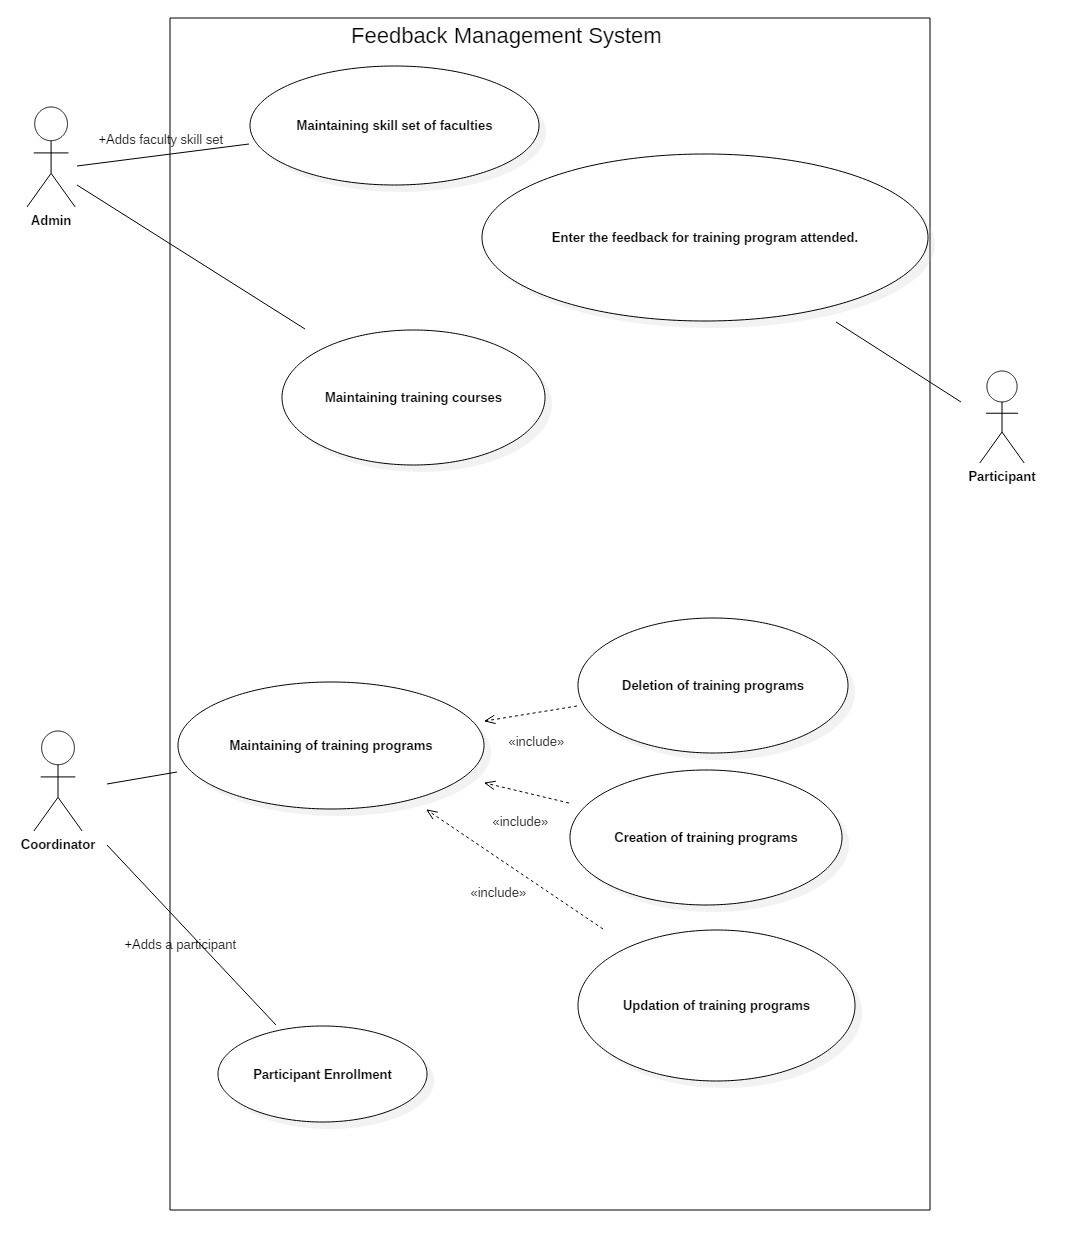 Feedback Management System
Maintaining skill set of faculties
+Adds faculty skill set
Admin
Enter the feedback for training program attended.
Maintaining training courses
Participant
Deletion of training programs
Maintaining of training programs
«include»
«include»
Creation of training programs
Coordinator
«include»
+Adds a participant
Updation of training programs
Participant Enrollment